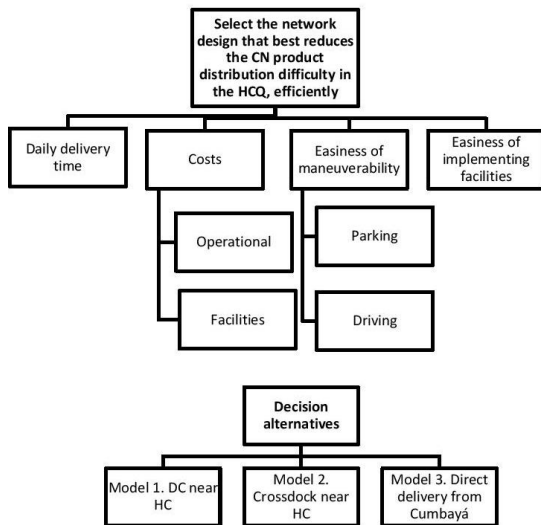 Select the network
design that best reduces
the CN product
distribution difficulty in
the HCQ, efficiently
Daily delivery
time
Costs
Easiness of
maneuverability
Easiness of
implementing
facilities
Operational
Parking
Facilities
Driving
Decision
alternatives
Model 1. DC near
HC
Model 2.
Crossdock near
HC
Model 3. Direct
delivery from
Cumbayá